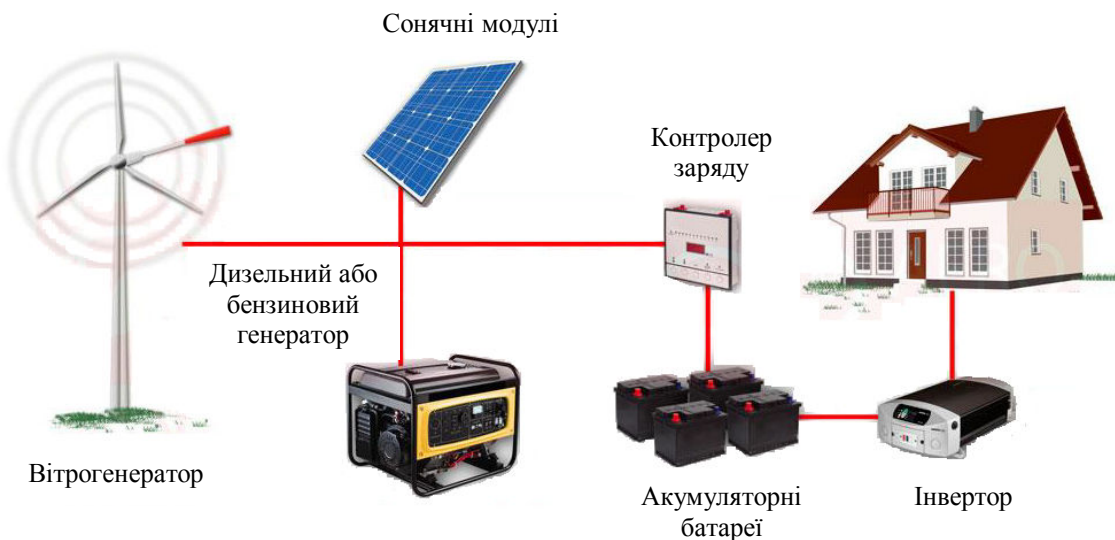 Сонячні модулі
Контролер
заряду
Дизельний або
бензиновий
генератор
Вітрогенератор
Акумуляторні
батареї
Інвертор